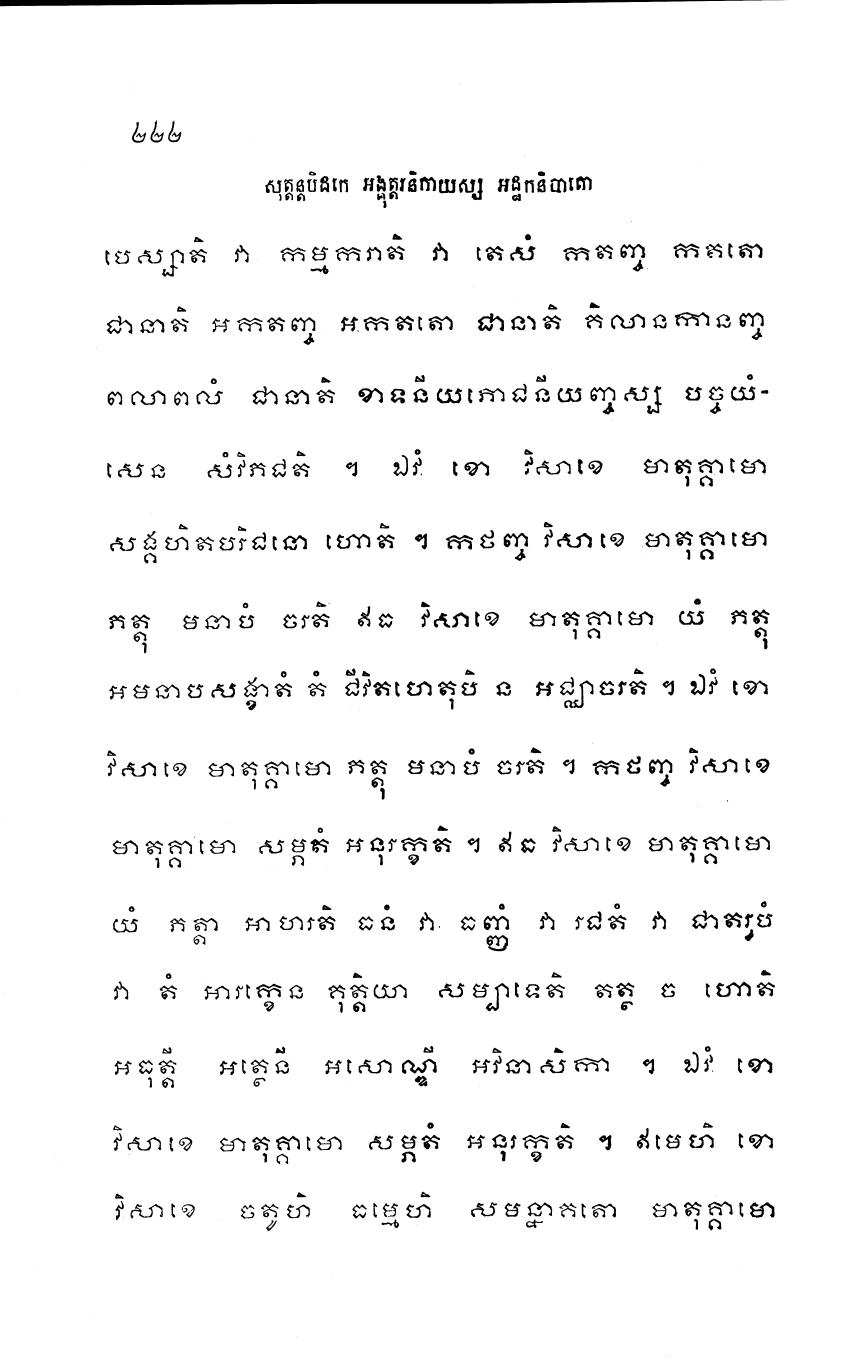 ២២២
សុត្តន្តបិដកេ អង្គុត្តរនិកាយស្ស អដ្ឋកនិបាតោ
បេស្សាតិ វា កម្មករាតិ វា តេសំ កតញ្ច កតតោ
ជានាតិ អកតញ្ច អកតតោ ជានាតិ គិលានកានញ្ច
ពលាពលំ ជានាតិ ខាទនីយភោជនីយញ្ចស្ស បច្ចយំ-
សេន សំវិភជតិ ។ ឯវំ ខោ វិសាខេ មាតុគ្គាមោ
សង្គហិតបរិជនោ ហោតិ ។ កថញ្ច វិសាខេ មាតុគ្គាមោ
ភត្តុ មនាបំ ចរតិ ឥធ វិសាខេ មាតុគ្គាមោ យំ ភត្តុ
អមនាបសង្ខាតំ តំ ជីវិតហេតុបិ ន អជ្ឈាចរតិ ។ ឯវំ ខោ
វិសាខេ មាតុគ្គាមោ ភត្តុ មនាបំ ចរតិ ។ កថញ្ច វិសាខេ
មាតុគ្គាមោ សម្ភតំ អនុរក្ខតិ ។ ឥធ វិសាខេ មាតុគ្គាមោ
យំ ភត្តា អាហរតិ ធនំ វា ធញ្ញំ វា រជតំ វា ជាតរូបំ
វា តំ អារក្ខេន គុត្តិយា សម្បាទេតិ តត្ថ ច ហោតិ
អធុត្តី អត្ថេនី អសោណ្ឌី អវិនាសិកា ។ ឯវំ ខោ
វិសាខេ មាតុគ្គាមោ សម្ភតំ អនុរក្ខតិ ។ ឥមេហិ ខោ
វិសាខេ ចតូហិ ធម្មេហិ សមន្នាគតោ មាតុគ្គាមោ